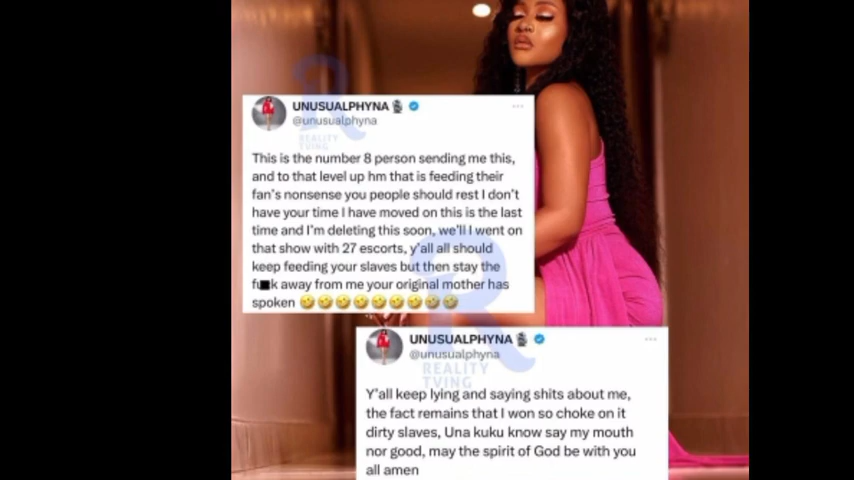 UNUSUALPHYNA
@unusualphyna
REALITY
TVING
This is the number 8 person sending me this,
and to that level up hm that is feeding their
fan's nonsense you people should rest I don't
have your time I have moved on this is the last
time and I'm deleting this soon, we'll I went on
that show with 27 escorts, y'all all should
keep feeding your slaves but then stay the
fu█k away from me your original mother has
spoken 🤣🤣🤣🤣🤣🤣🤣🤣🤣
UNUSUALPHYNA
@unusualphyna
REALITY
TVING
Y'all keep lying and saying shits about me,
the fact remains that I won so choke on it
dirty slaves, Una kuku know say my mouth
nor good, may the spirit of God be with you
all amen